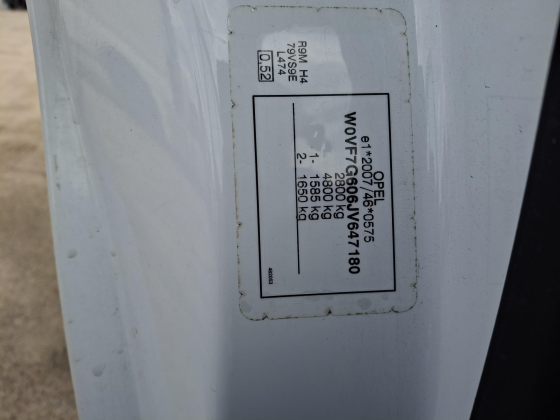 OPEL
e1*2007/46*0575
W0VF7G606JV647180
2800 kg
4800 kg
1- 1585 kg
2- 1650 kg
R9M H4
79VS9E
L474
0.52